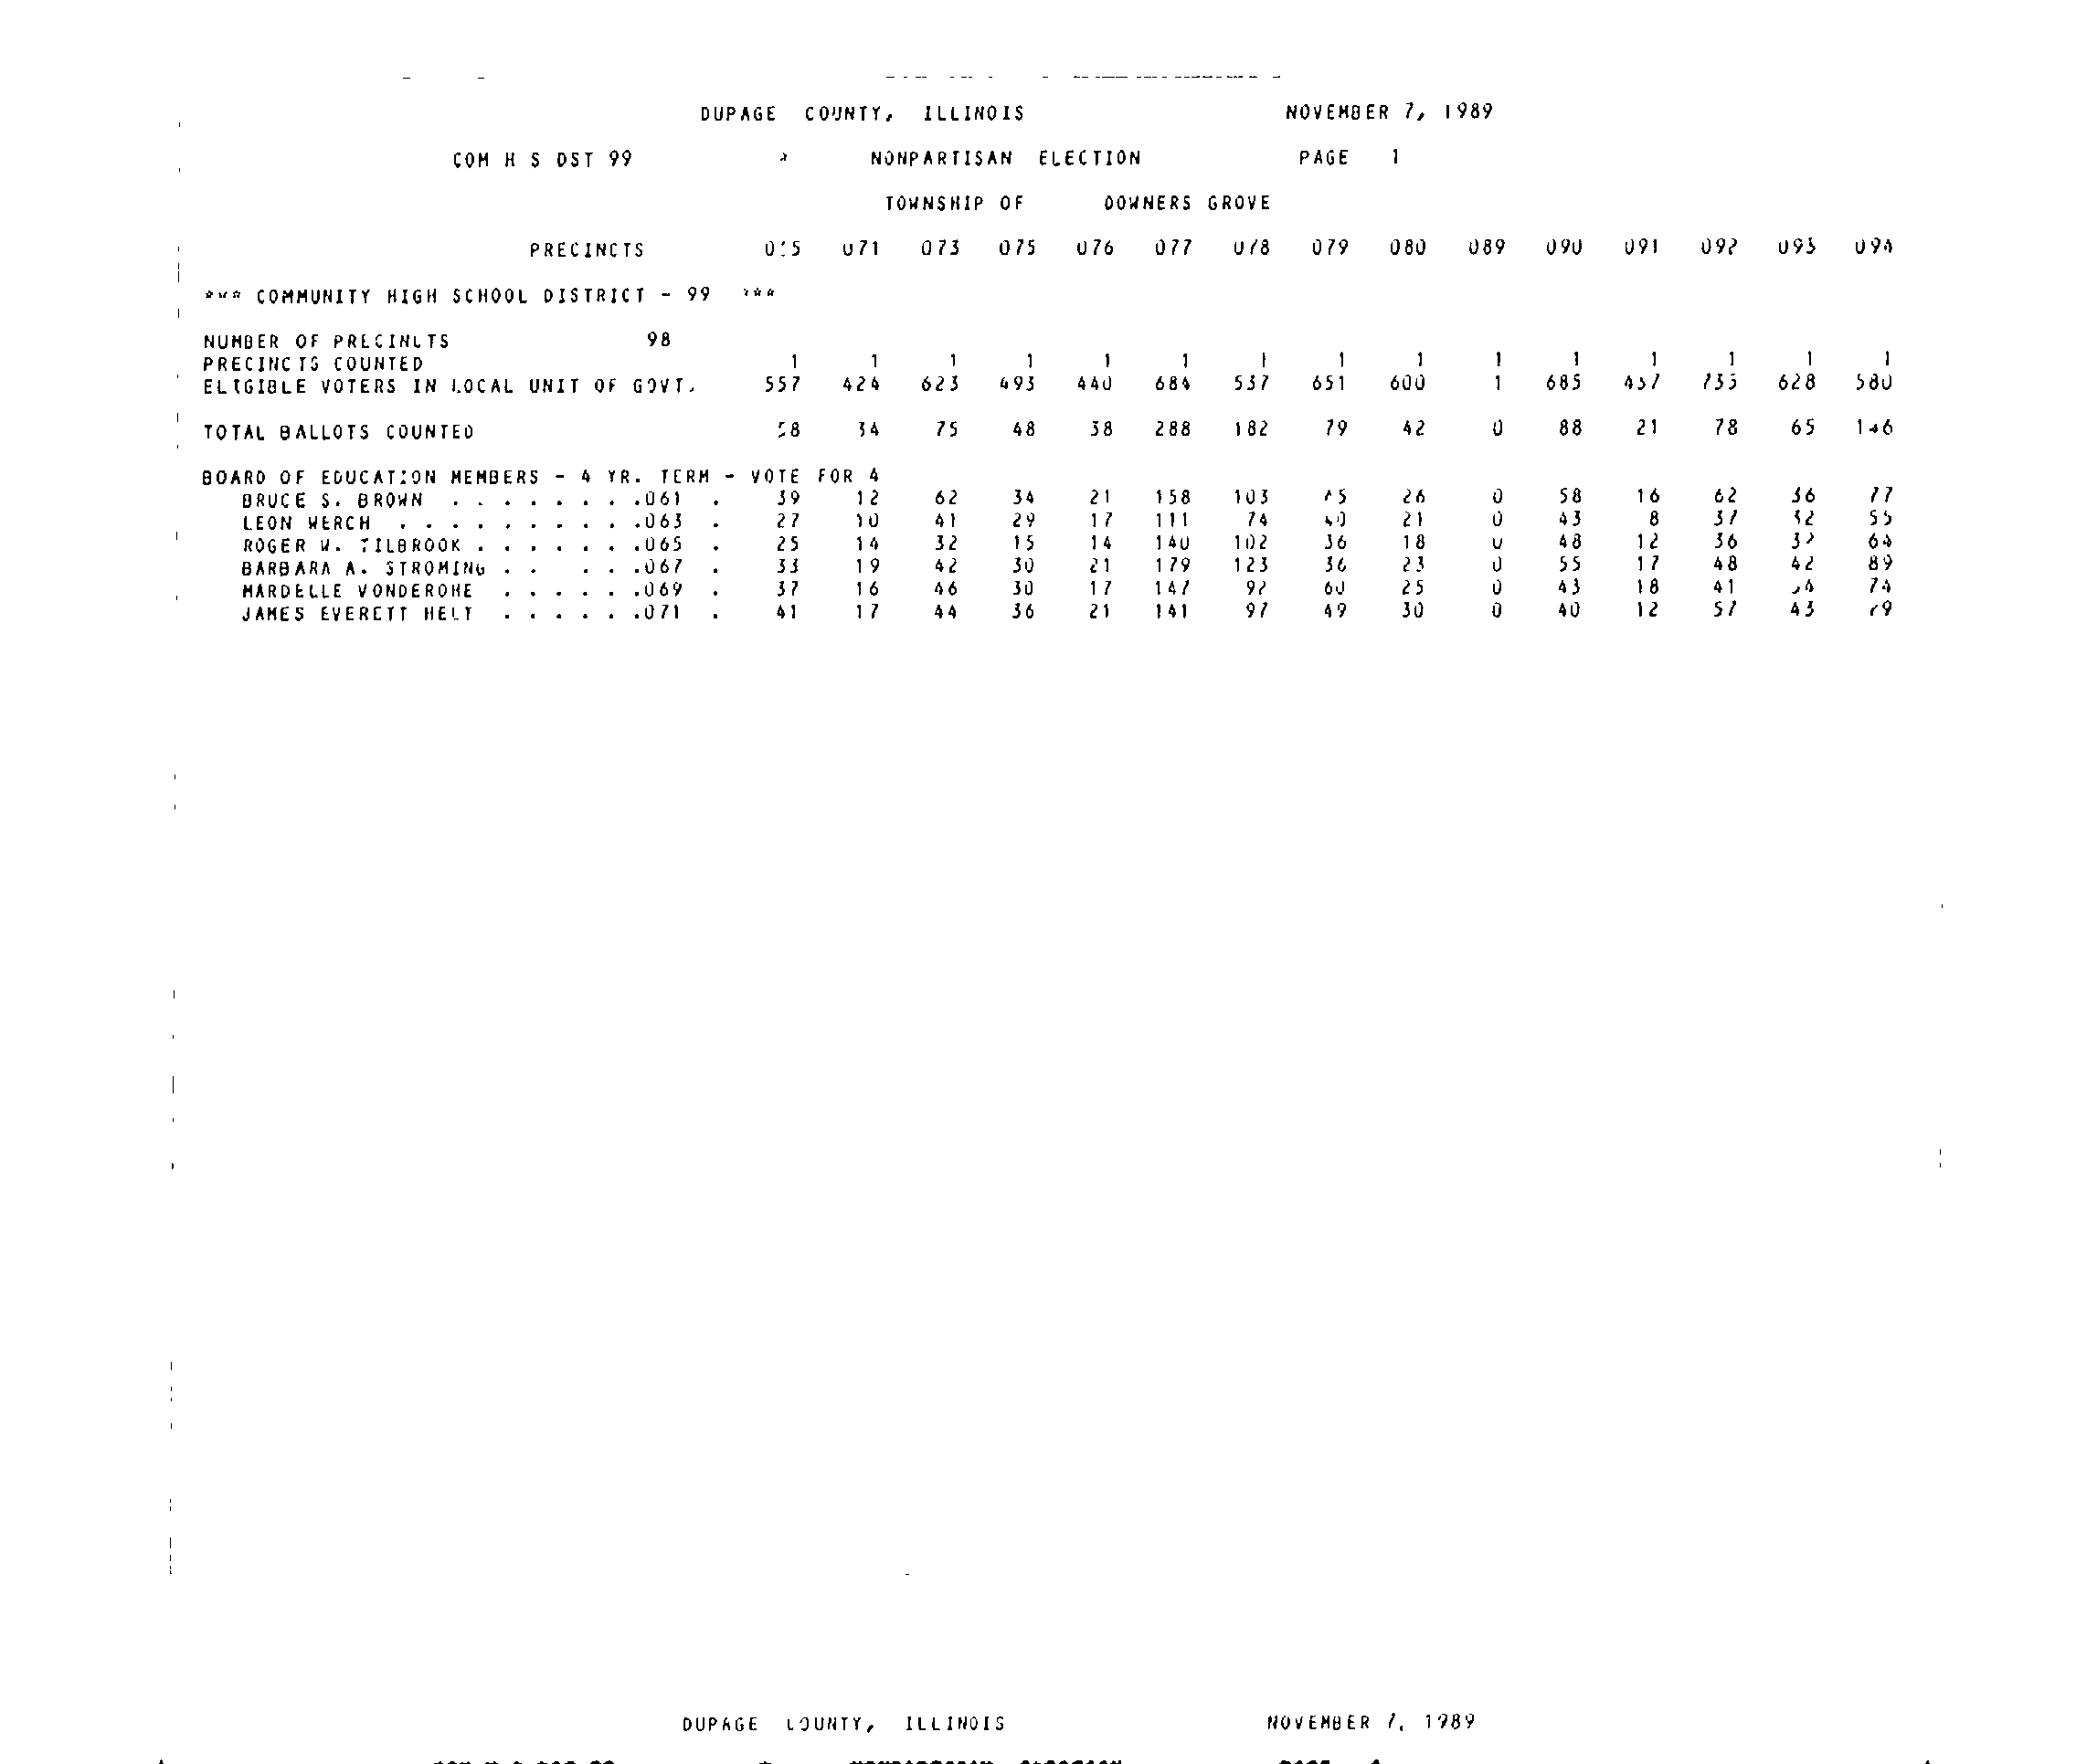 DUPAGE COUNTY, ILLINOIS NOVEMBER 7, 1989
COM H S DST 99 * NONPARTISAN ELECTION PAGE 1
TOWNSHIP OF DOWNERS GROVE
PRECINCTS 071 073 075 076 077 078 079 080 089 090 091 092 093 094
*** COMMUNITY HIGH SCHOOL DISTRICT - 99 ***
NUMBER OF PRECINCTS 98
PRECINCTS COUNTED 1 1 1 1 1 1 1 1 1 1 1 1 1 1 1
ELIGIBLE VOTERS IN LOCAL UNIT OF GOVT. 557 424 623 493 440 684 537 651 600 1 685 437 735 628 580
TOTAL BALLOTS COUNTED 58 34 75 48 38 288 182 79 42 0 88 21 78 65 146
BOARD OF EDUCATION MEMBERS - 4 YR. TERM - VOTE FOR 4
BRUCE S. BROWN . . . . . . . .061 . 39 12 62 34 21 158 103 26 0 58 16 62 36 77
LEON WERCH . . . . . . . . . .063 . 27 10 41 29 17 111 74 40 21 0 43 8 37 32 55
ROGER W. TILBROOK . . . . . . .065 . 25 14 32 15 14 140 102 36 18 0 48 12 36 32 64
BARBARA A. STROMING . . . . .067 . 33 19 42 30 21 179 123 36 23 0 55 17 48 42 89
MARDELLE VONDEROHE . . . . . .069 . 37 16 46 30 17 147 92 60 25 0 43 18 41 74
JAMES EVERETT HELT . . . . . .071 . 41 17 44 36 21 141 97 49 30 0 40 12 57 43 79
DUPAGE COUNTY, ILLINOIS NOVEMBER 7, 1989